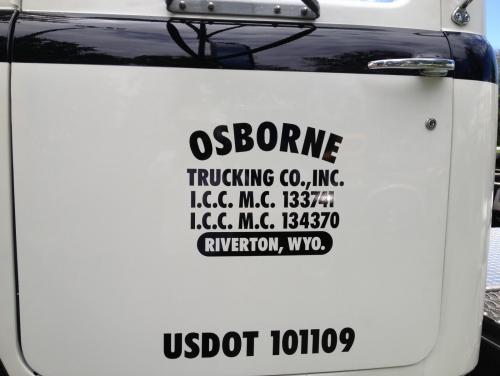 OSBORNE
TRUCKING CO., INC.
I.C.C. M.C. 133741
I.C.C. M.C. 134370
RIVERTON, WYO.
USDOT 101109